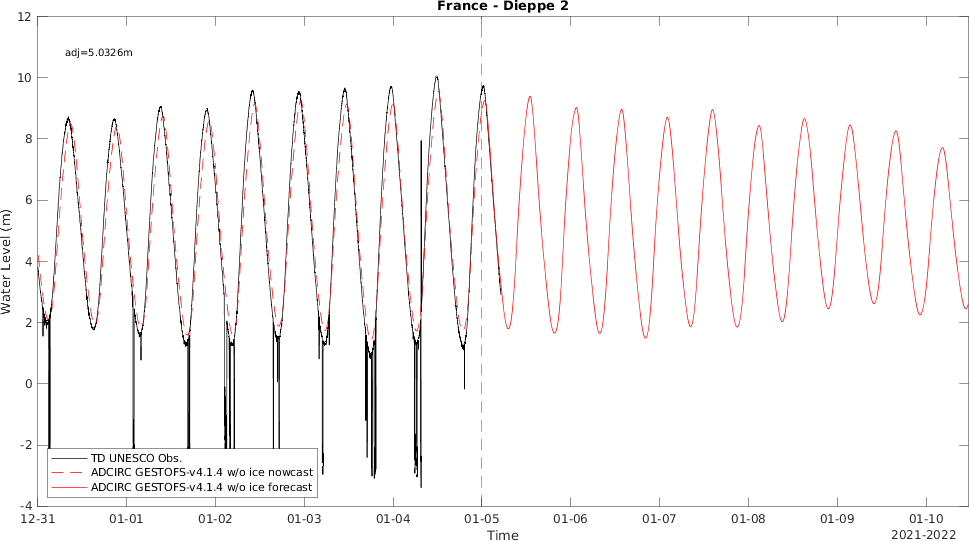 France - Dieppe 2
12
10
8
6
4
2
0
-2
-4
Water Level (m)
adj=5.0326m
TD UNESCO Obs.
ADCIRC GESTOFS-v4.1.4 w/o ice nowcast
ADCIRC GESTOFS-v4.1.4 w/o ice forecast
12-31 01-01 01-02 01-03 01-04 01-05 01-06 01-07 01-08 01-09 01-10
Time
2021-2022